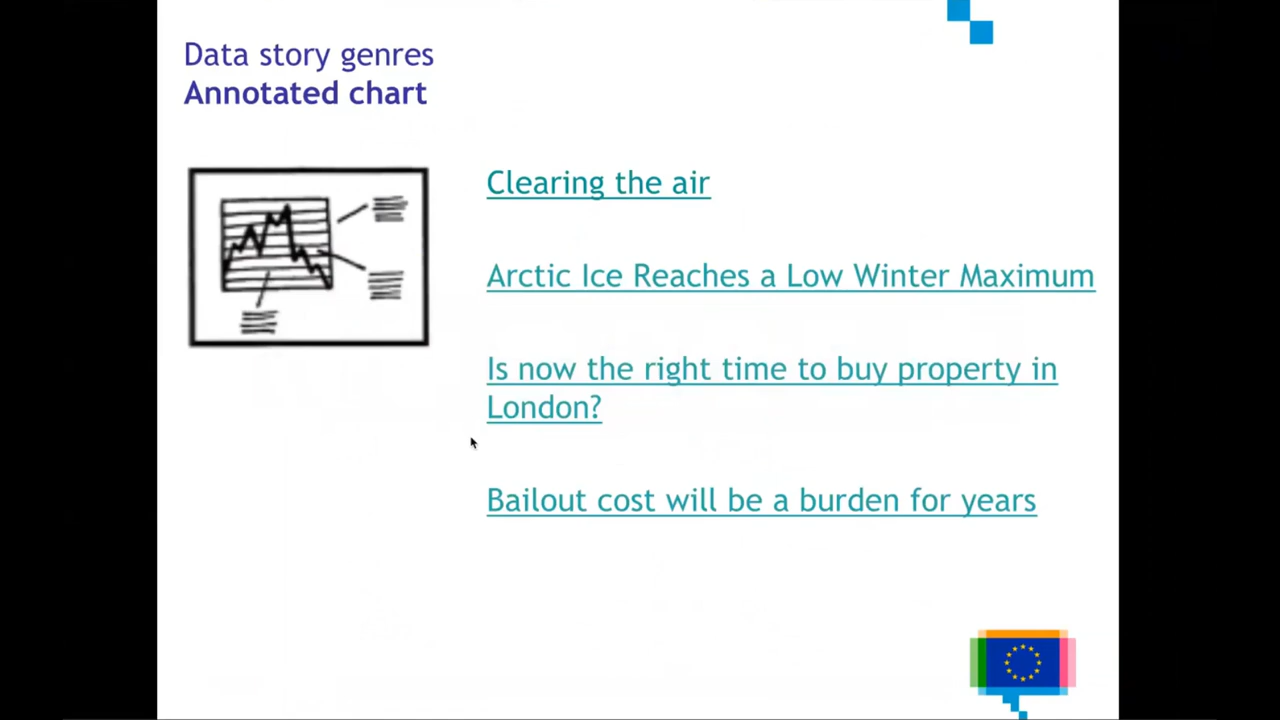 Data story genres
Annotated chart
Clearing the air
Arctic Ice Reaches a Low Winter Maximum
Is now the right time to buy property in
London?
Bailout cost will be a burden for years